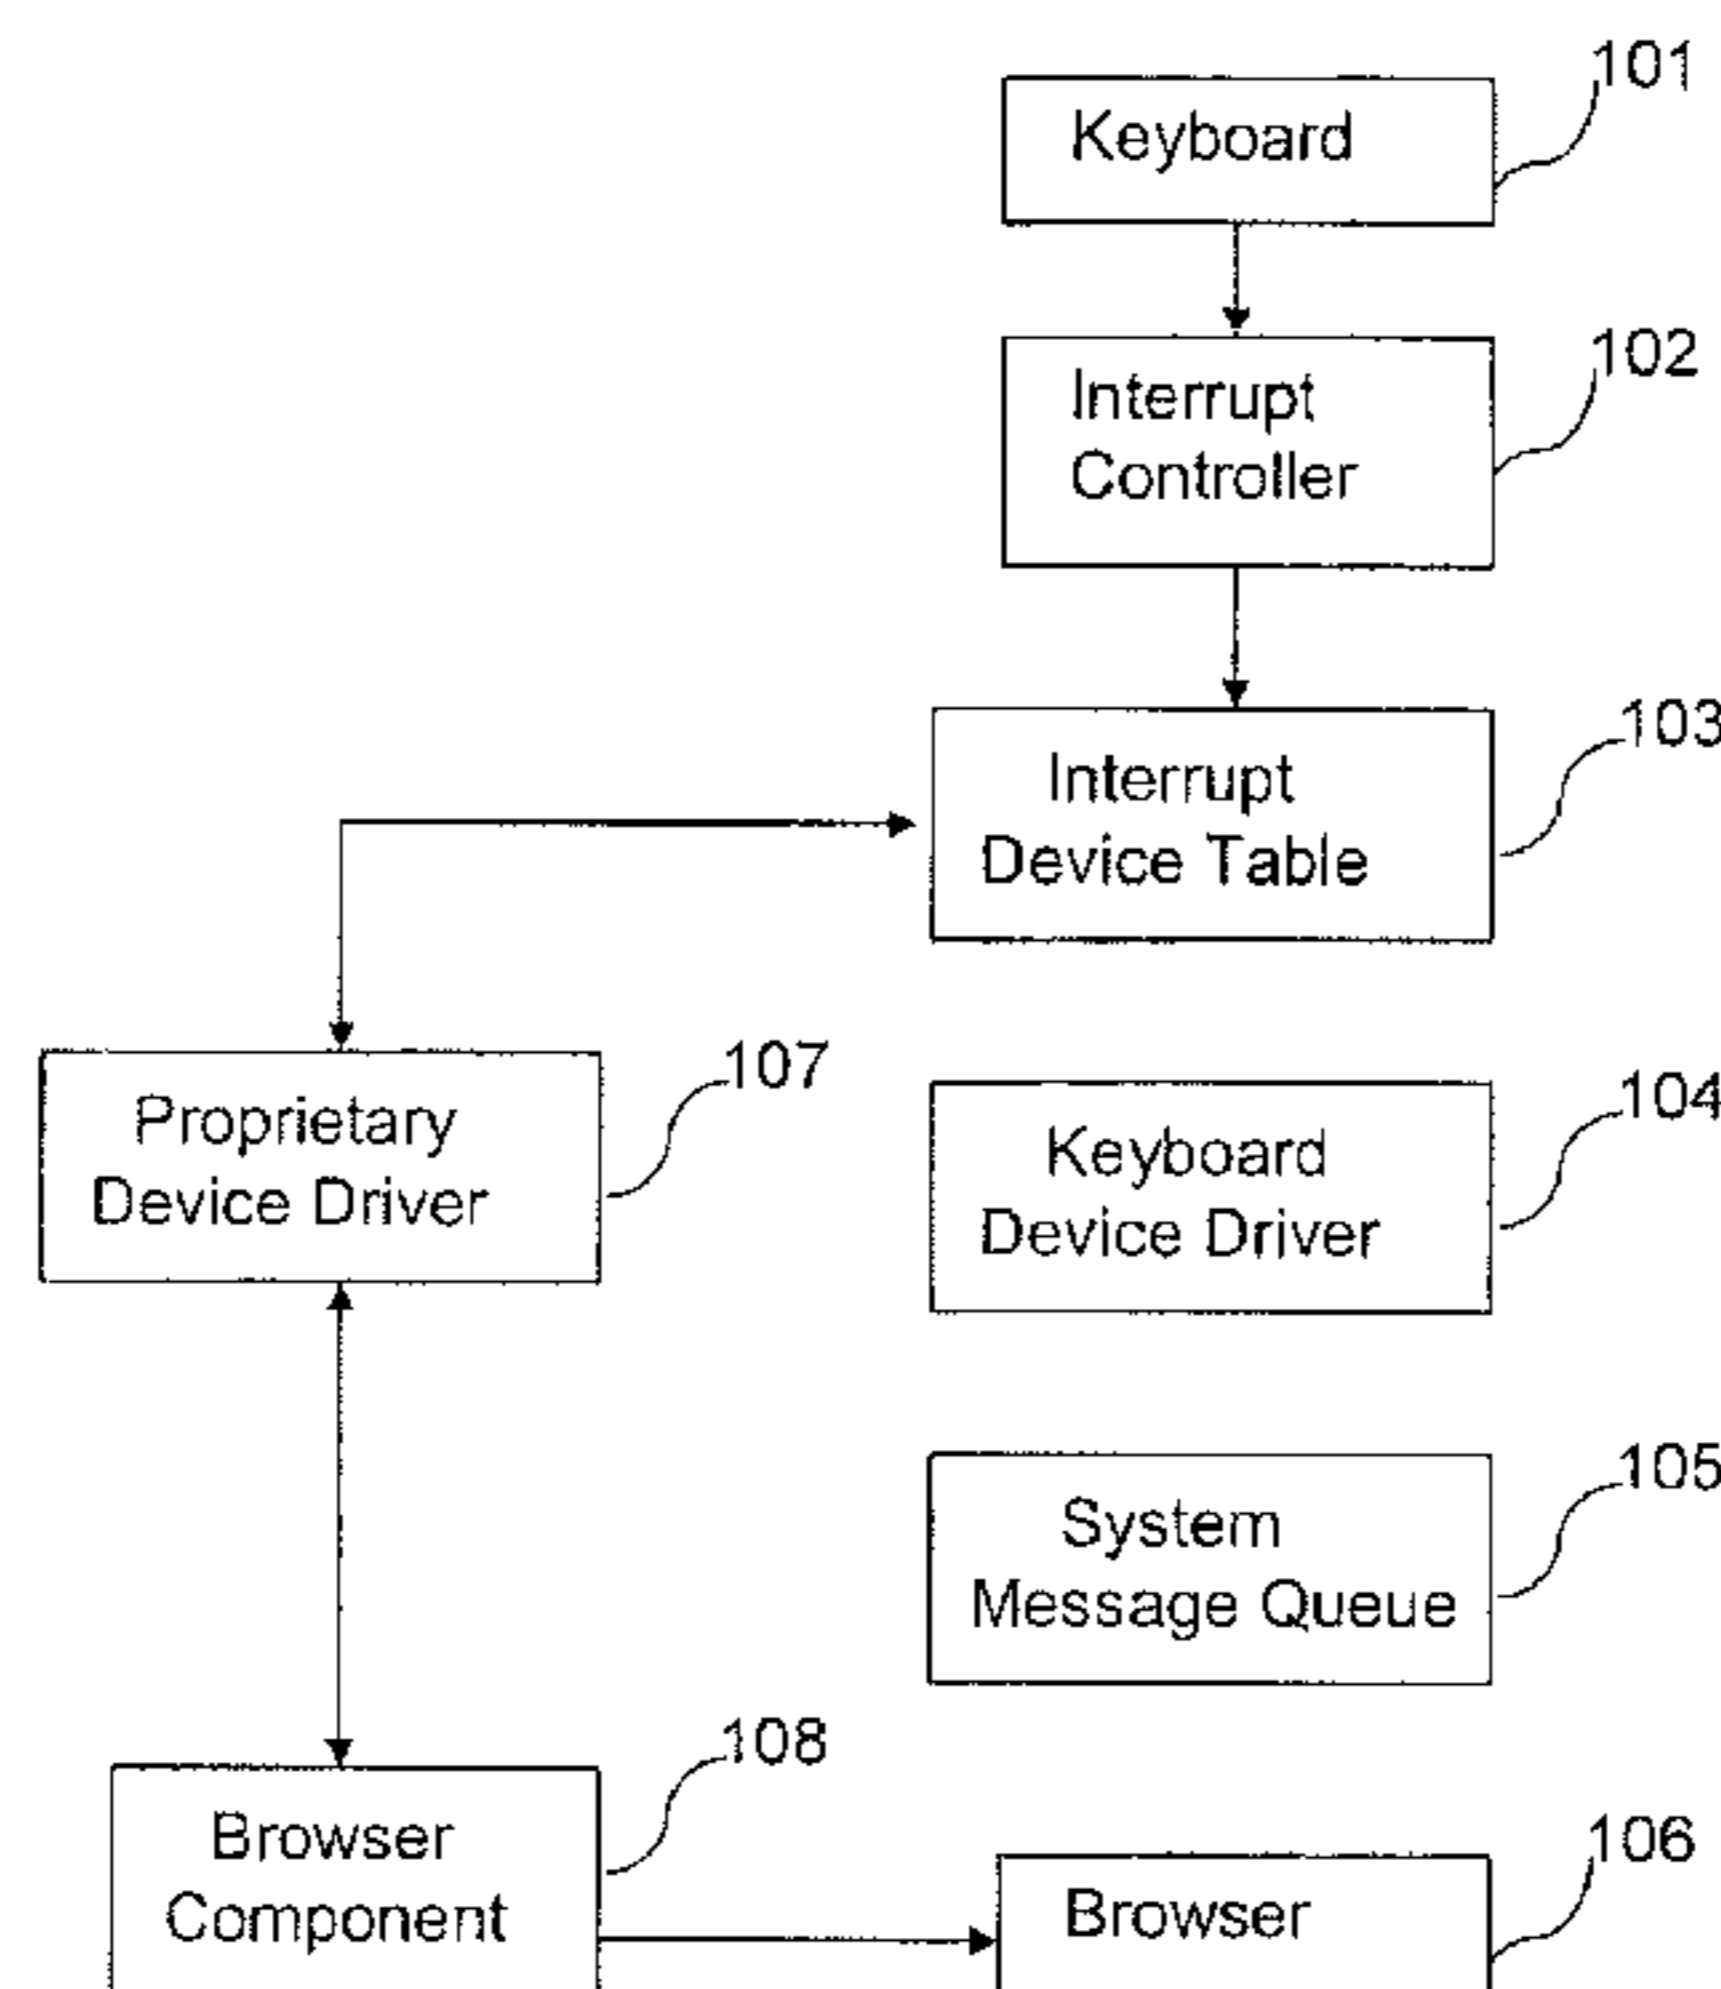 101
Keyboard
102
Interrupt
Controller
103
Interrupt
Device Table
107
Proprietary
Device Driver
104
Keyboard
Device Driver
105
System
Message Queue
108
Browser
Component
106
Browser